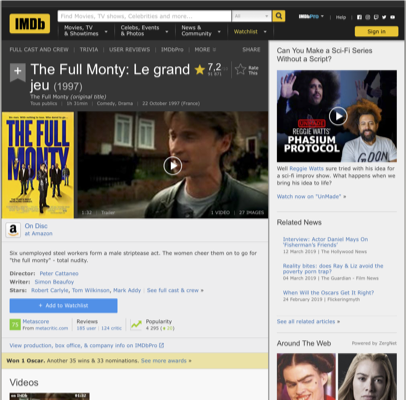 IMDb
Find Movies, TV shows, Celebrities and more...
All
IMDbPro
Help
Movies, TV
& Showtimes
Celebs, Events
& Photos
News &
Community
Watchlist
Sign in
FULL CAST AND CREW | TRIVIA | USER REVIEWS | IMDbPro | MORE
SHARE
The Full Monty: Le grand
jeu (1997)
7,2
Rate
This
The Full Monty (original title)
Tous publics | 1h 31min | Comedy, Drama | 22 October 1997 (France)
THE FULL
MONTY
1:31 | Trailer
1 VIDEO | 27 IMAGES
On Disc
at Amazon
Six unemployed steel workers form a male striptease act. The women cheer them on to go for
"the full monty" - total nudity.
Director: Peter Cattaneo
Writer: Simon Beaufoy
Stars: Robert Carlyle, Tom Wilkinson, Mark Addy | See full cast & crew »
+ Add to Watchlist
Metascore
From metacritic.com
Reviews
185 user | 124 critic
Popularity
4 295
View production, box office, & company info on IMDbPro
Won 1 Oscar. Another 35 wins & 33 nominations. See more awards »
Videos
Can You Make a Sci-Fi Series
Without a Script?
REGGIE WATTS'
PHASIUM
PROTOCOL
Well Reggie Watts sure tried with his idea for
a sci-fi improv show. What happens when we
bring his idea to life?
Watch now on "UnMade" »
Related News
Interview: Actor Daniel Mays On
'Fisherman's Friends'
12 March 2019 | The Hollywood News
Reality bites: does Ray & Liz avoid the
poverty porn trap?
04 March 2019 | The Guardian - Film News
When Will the Oscars Get It Right?
24 February 2019 | Flickeringmyth
See all related articles »
Around The Web
Powered by ZergNet